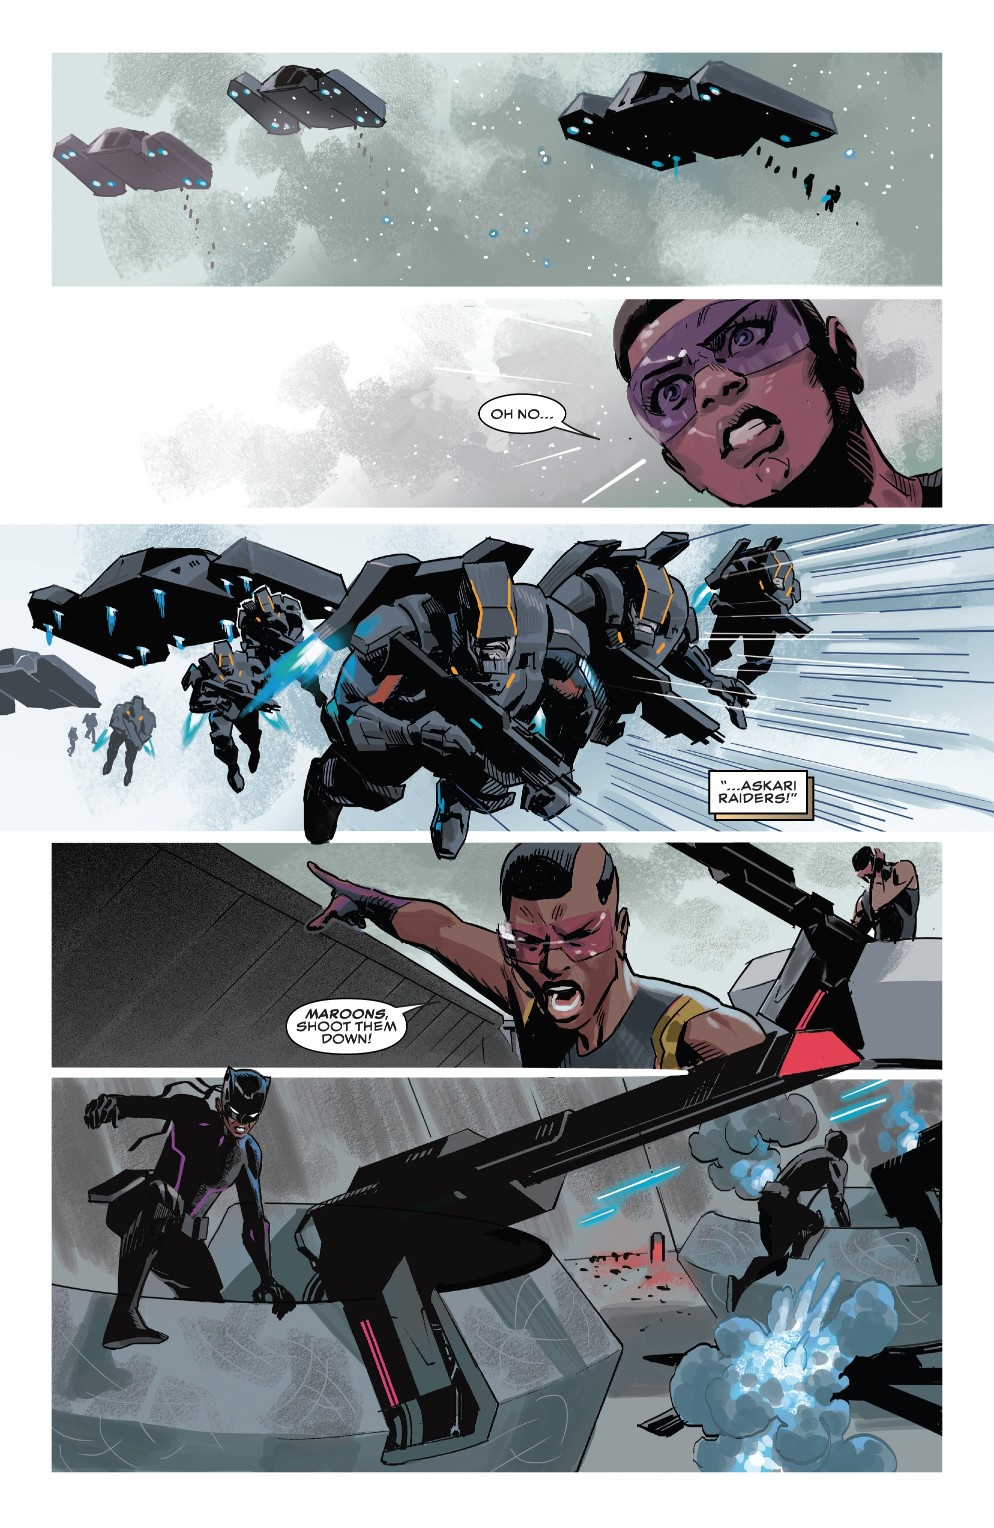 OH NO...
"...ASKARI
RAIDERS!"
MAROONS,
SHOOT THEM
DOWN!